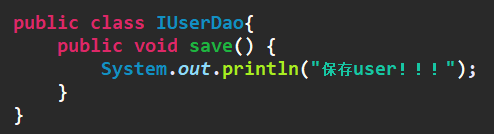 public class IUserDao{
    public void save() {
        System.out.println("保存user！！！");
    }
}